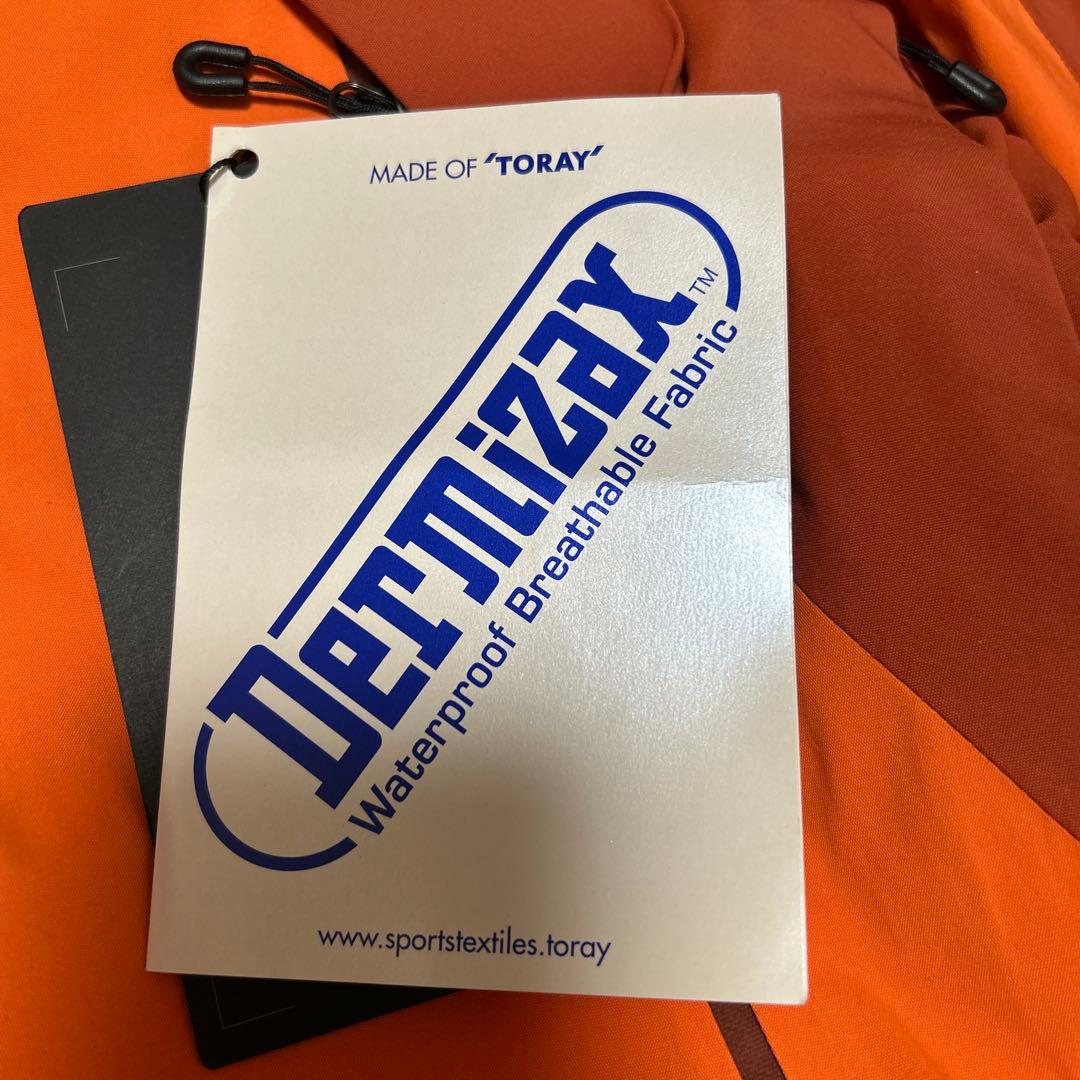 MADE OF ‘TORAY’
Dermizax™
Waterproof Breathable Fabric
www.sportstextiles.toray